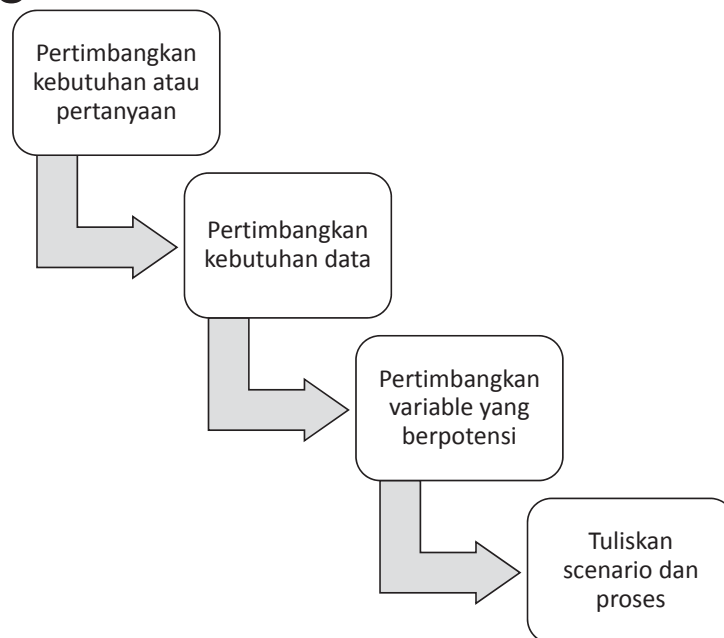 Pertimbangkan
kebutuhan atau
pertanyaan
Pertimbangkan
kebutuhan data
Pertimbangkan
variable yang
berpotensi
Tuliskan
scenario dan
proses